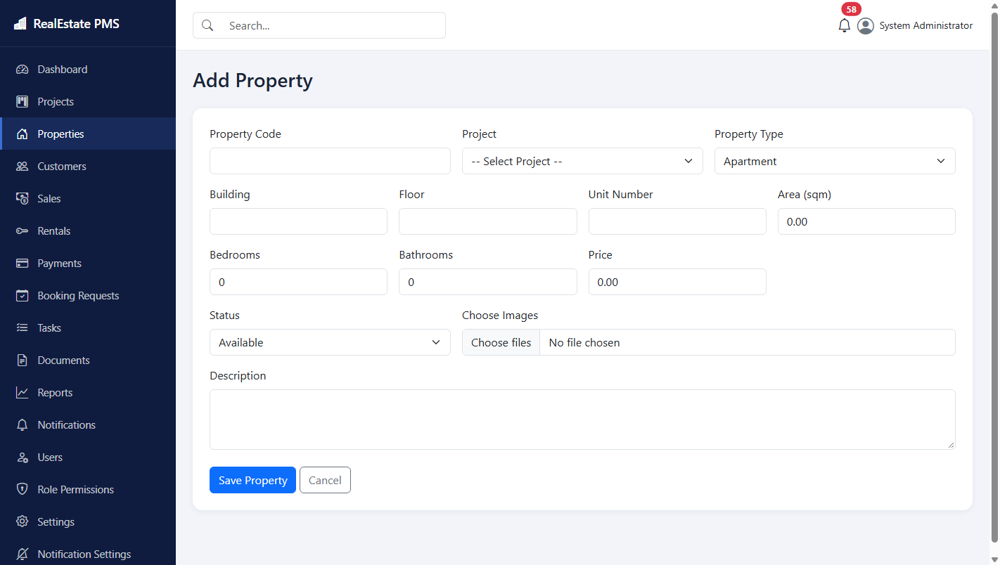 RealEstate PMS
Dashboard
Projects
Properties
Customers
Sales
Rentals
Payments
Booking Requests
Tasks
Documents
Reports
Notifications
Users
Role Permissions
Settings
Notification Settings
Search...
58
System Administrator
Add Property
Property Code Project Property Type
-- Select Project -- Apartment
Building Floor Unit Number Area (sqm)
0.00
Bedrooms Bathrooms Price
0 0 0.00
Status Choose Images
Available Choose files No file chosen
Description
Save Property Cancel